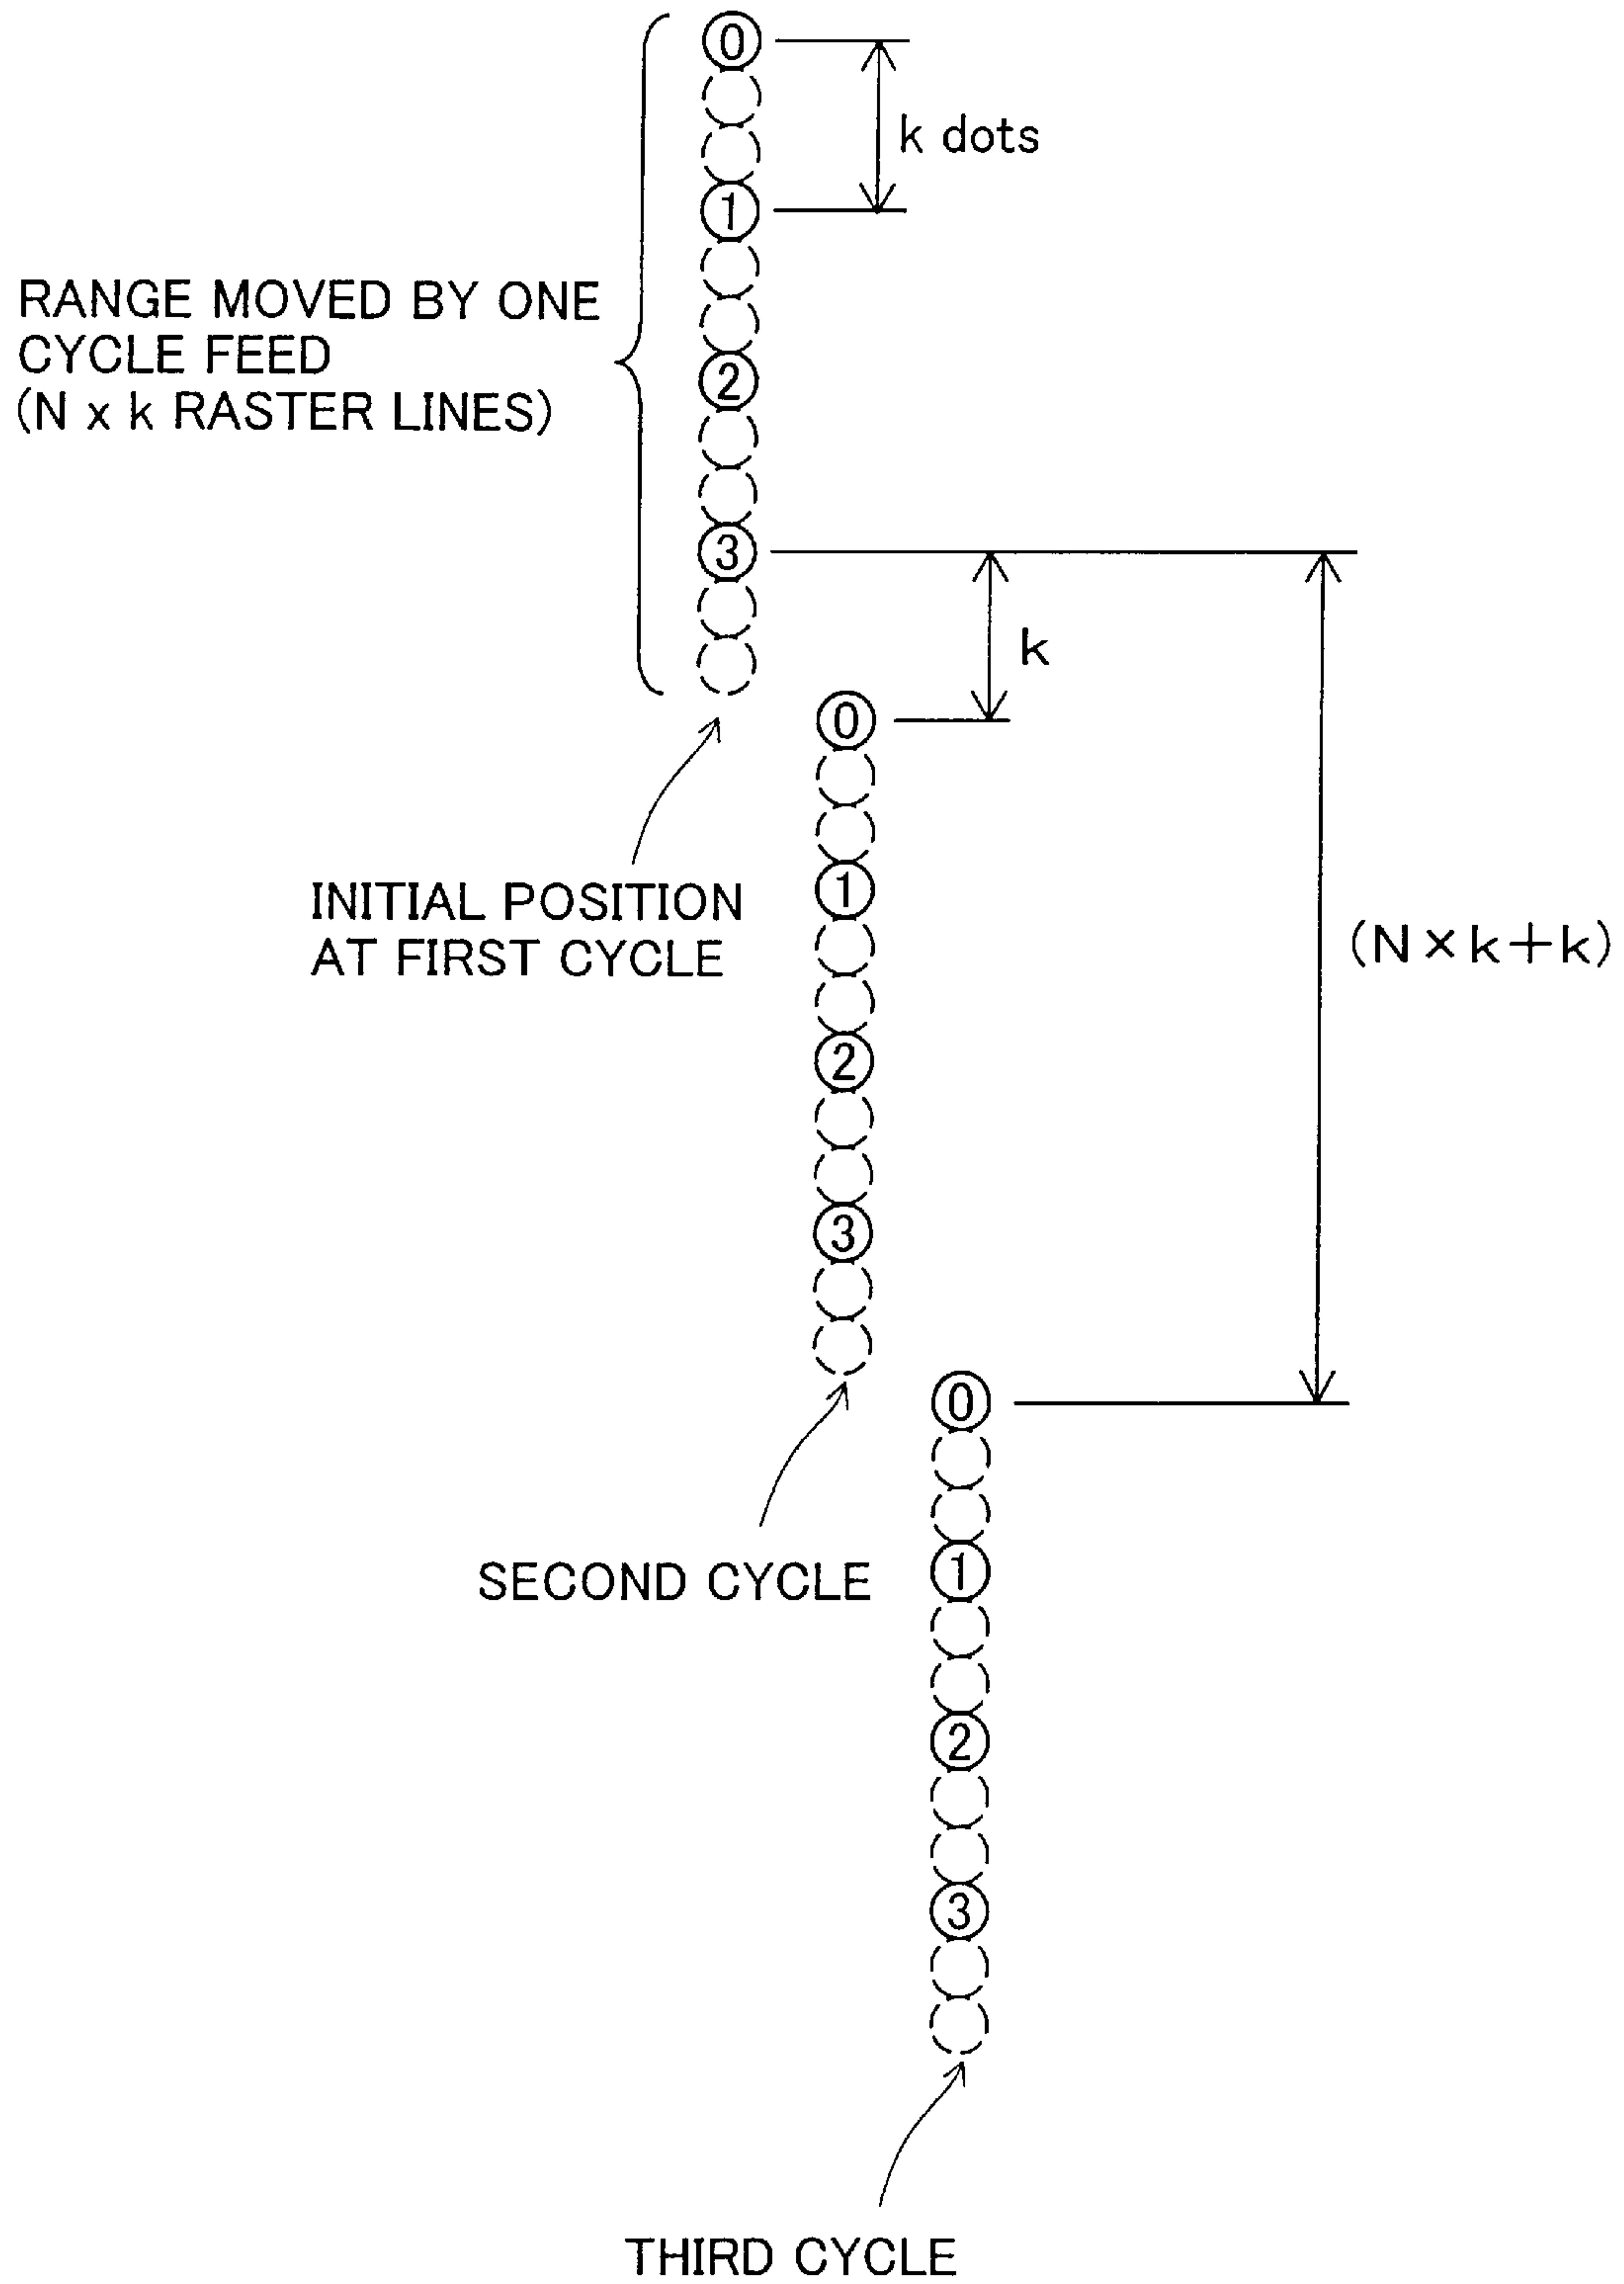 0
k dots
1
RANGE MOVED BY ONE
CYCLE FEED
(N x k RASTER LINES)
2
3
k
0
INITIAL POSITION
AT FIRST CYCLE
1
(N×k+k)
2
3
0
SECOND CYCLE
1
2
3
THIRD CYCLE